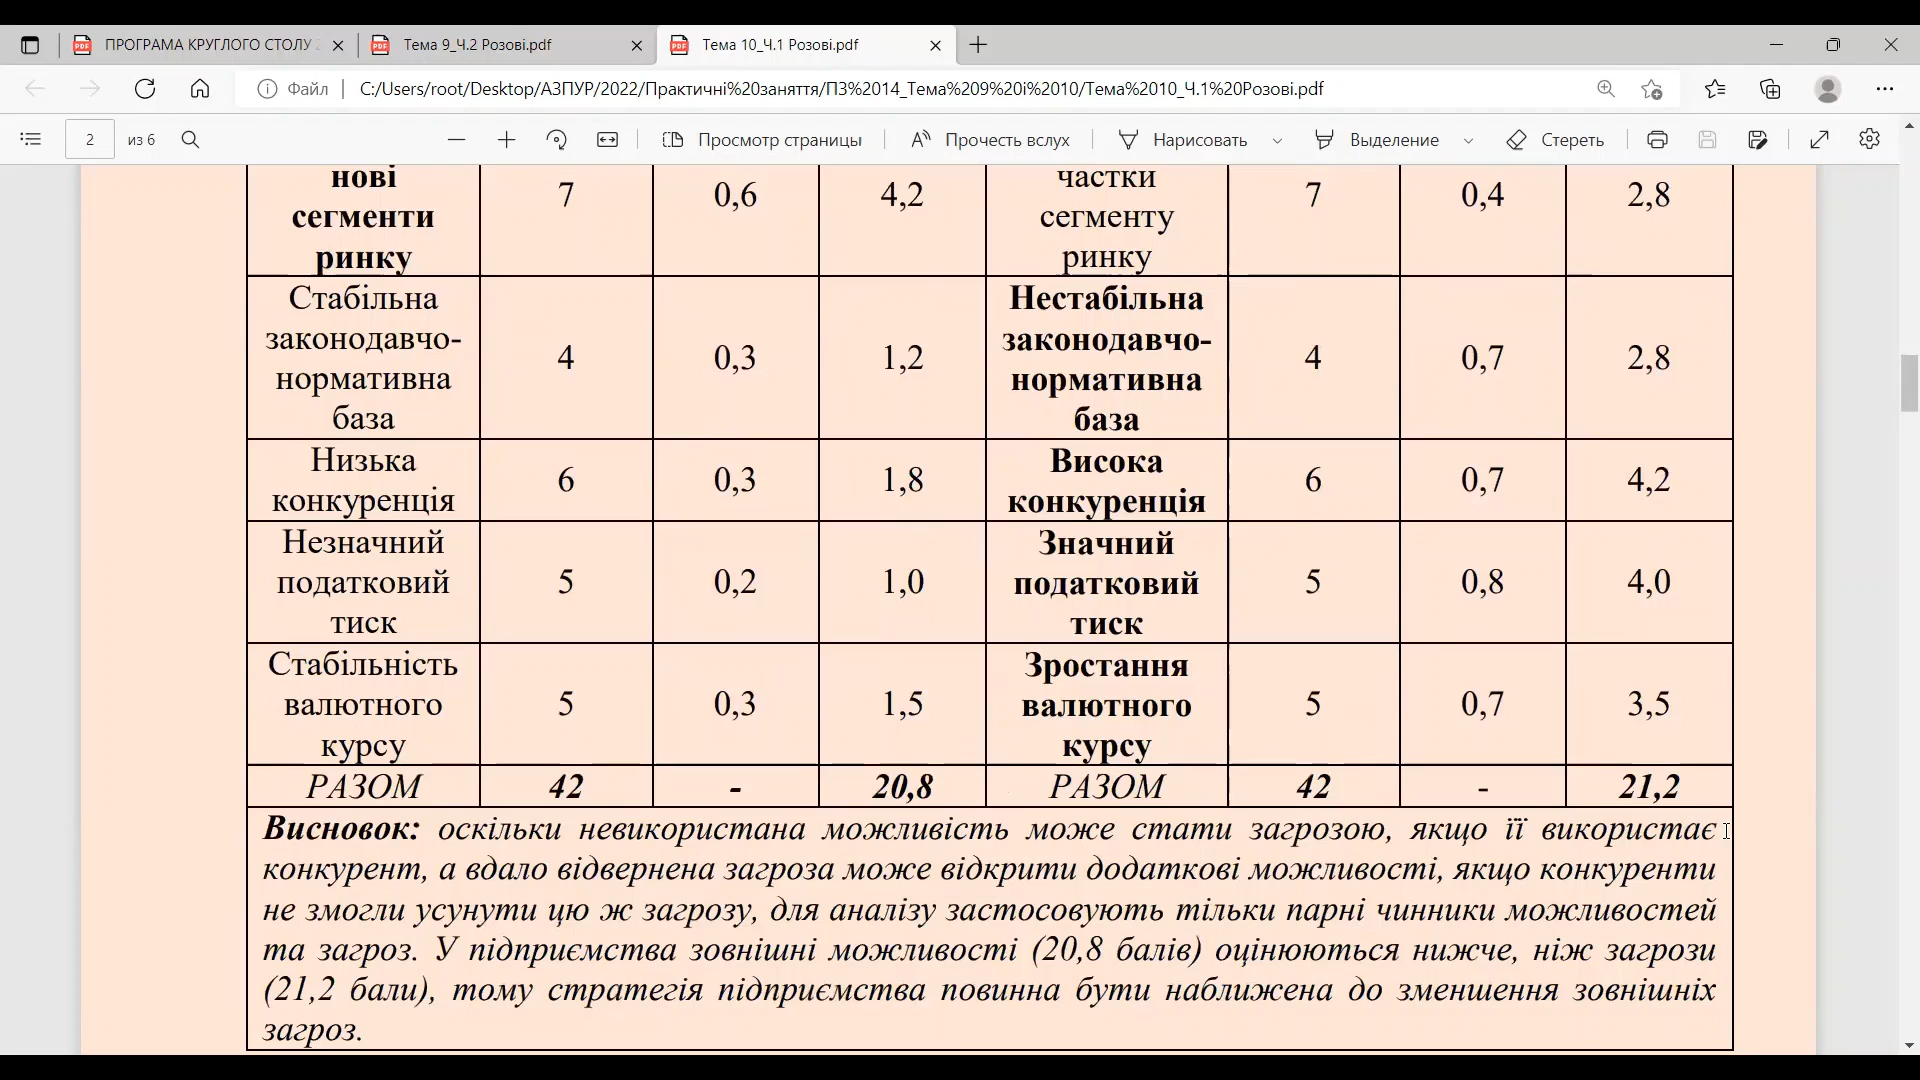 ПРОГРАМА КРУГЛОГО СТОЛУ
Тема 9_Ч.2 Розові.pdf
Тема 10_Ч.1 Розові.pdf
Файл
C:/Users/root/Desktop/АЗПУР/2022/Практичні%20заняття/ПЗ%2014_Тема%209%20і%2010/Тема%2010_Ч.1%20Розові.pdf
2 из 6
Просмотр страницы
Прочесть вслух
Нарисовать
Выделение
Стереть
нові
сегменти
ринку
7
0,6
4,2
частки
сегменту
ринку
7
0,4
2,8
Стабільна
законодавчо-
нормативна
база
4
0,3
1,2
Нестабільна
законодавчо-
нормативна
база
4
0,7
2,8
Низька
конкуренція
6
0,3
1,8
Висока
конкуренція
6
0,7
4,2
Незначний
податковий
тиск
5
0,2
1,0
Значний
податковий
тиск
5
0,8
4,0
Стабільність
валютного
курсу
5
0,3
1,5
Зростання
валютного
курсу
5
0,7
3,5
РАЗОМ
42
-
20,8
РАЗОМ
42
-
21,2
Висновок: оскільки невикористана можливість може стати загрозою, якщо її використає
конкурент, а вдало відвернена загроза може відкрити додаткові можливості, якщо конкуренти
не змогли усунути цю ж загрозу, для аналізу застосовують тільки парні чинники можливостей
та загроз. У підприємства зовнішні можливості (20,8 балів) оцінюються нижче, ніж загрози
(21,2 бали), тому стратегія підприємства повинна бути наближена до зменшення зовнішніх
загроз.